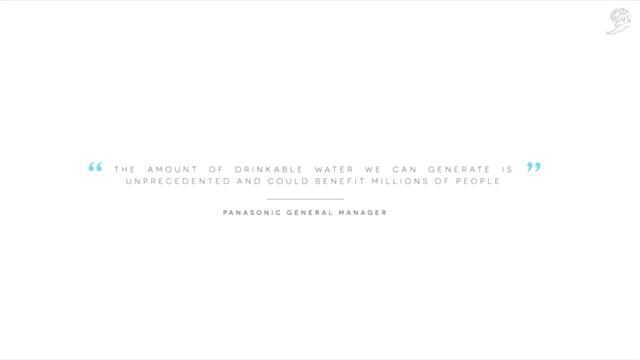 “ THE AMOUNT OF DRINKABLE WATER WE CAN GENERATE IS ”
UNPRECEDENTED AND COULD BENEFIT MILLIONS OF PEOPLE
PANASONIC GENERAL MANAGER